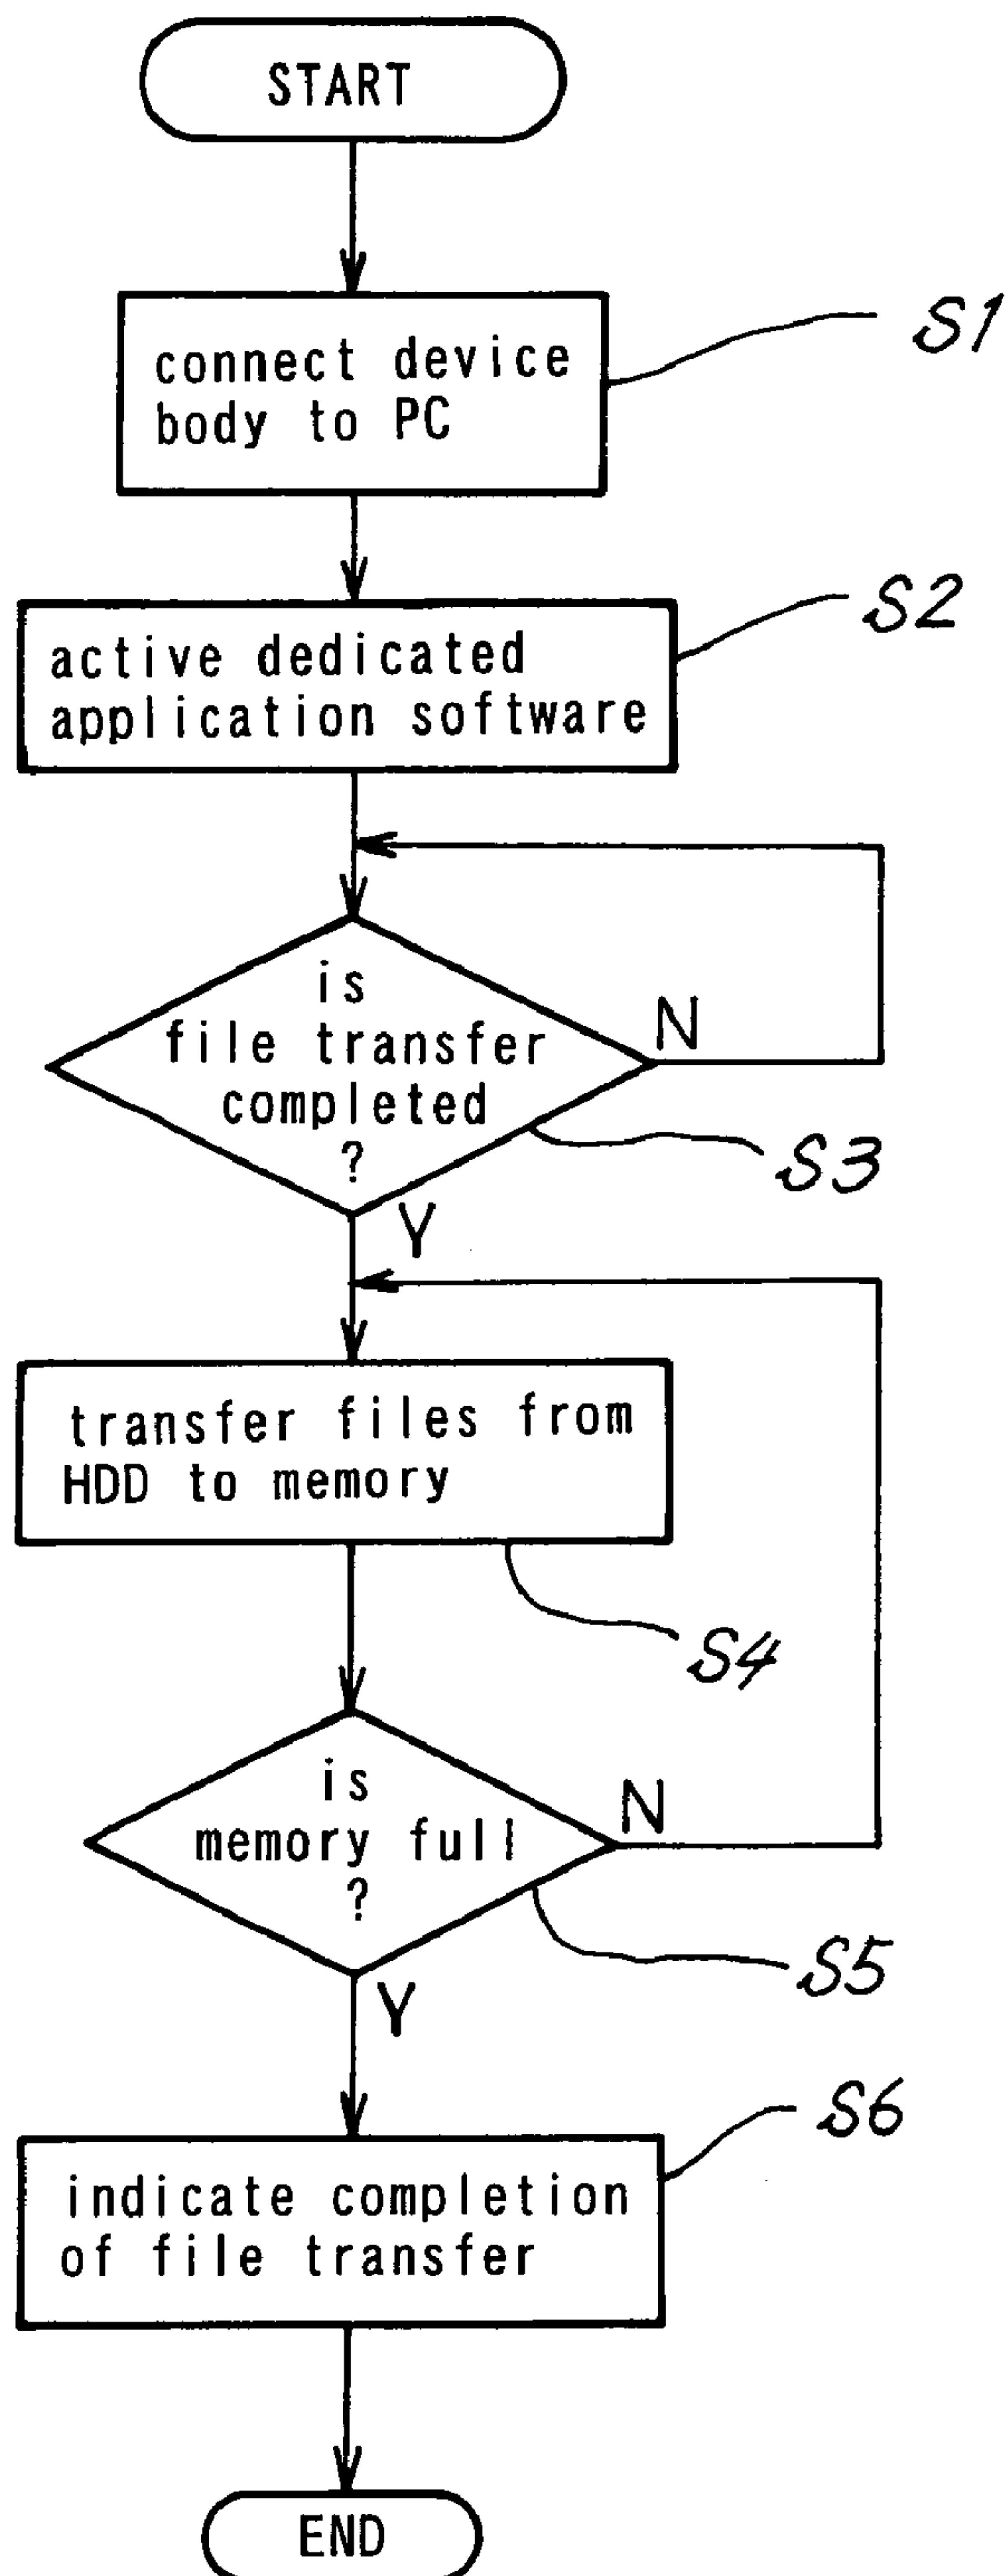 START
connect device
body to PC
S1
active dedicated
application software
S2
is
file transfer
completed
?
N
S3
Y
transfer files from
HDD to memory
S4
is
memory full
?
N
S5
Y
indicate completion
of file transfer
S6
END